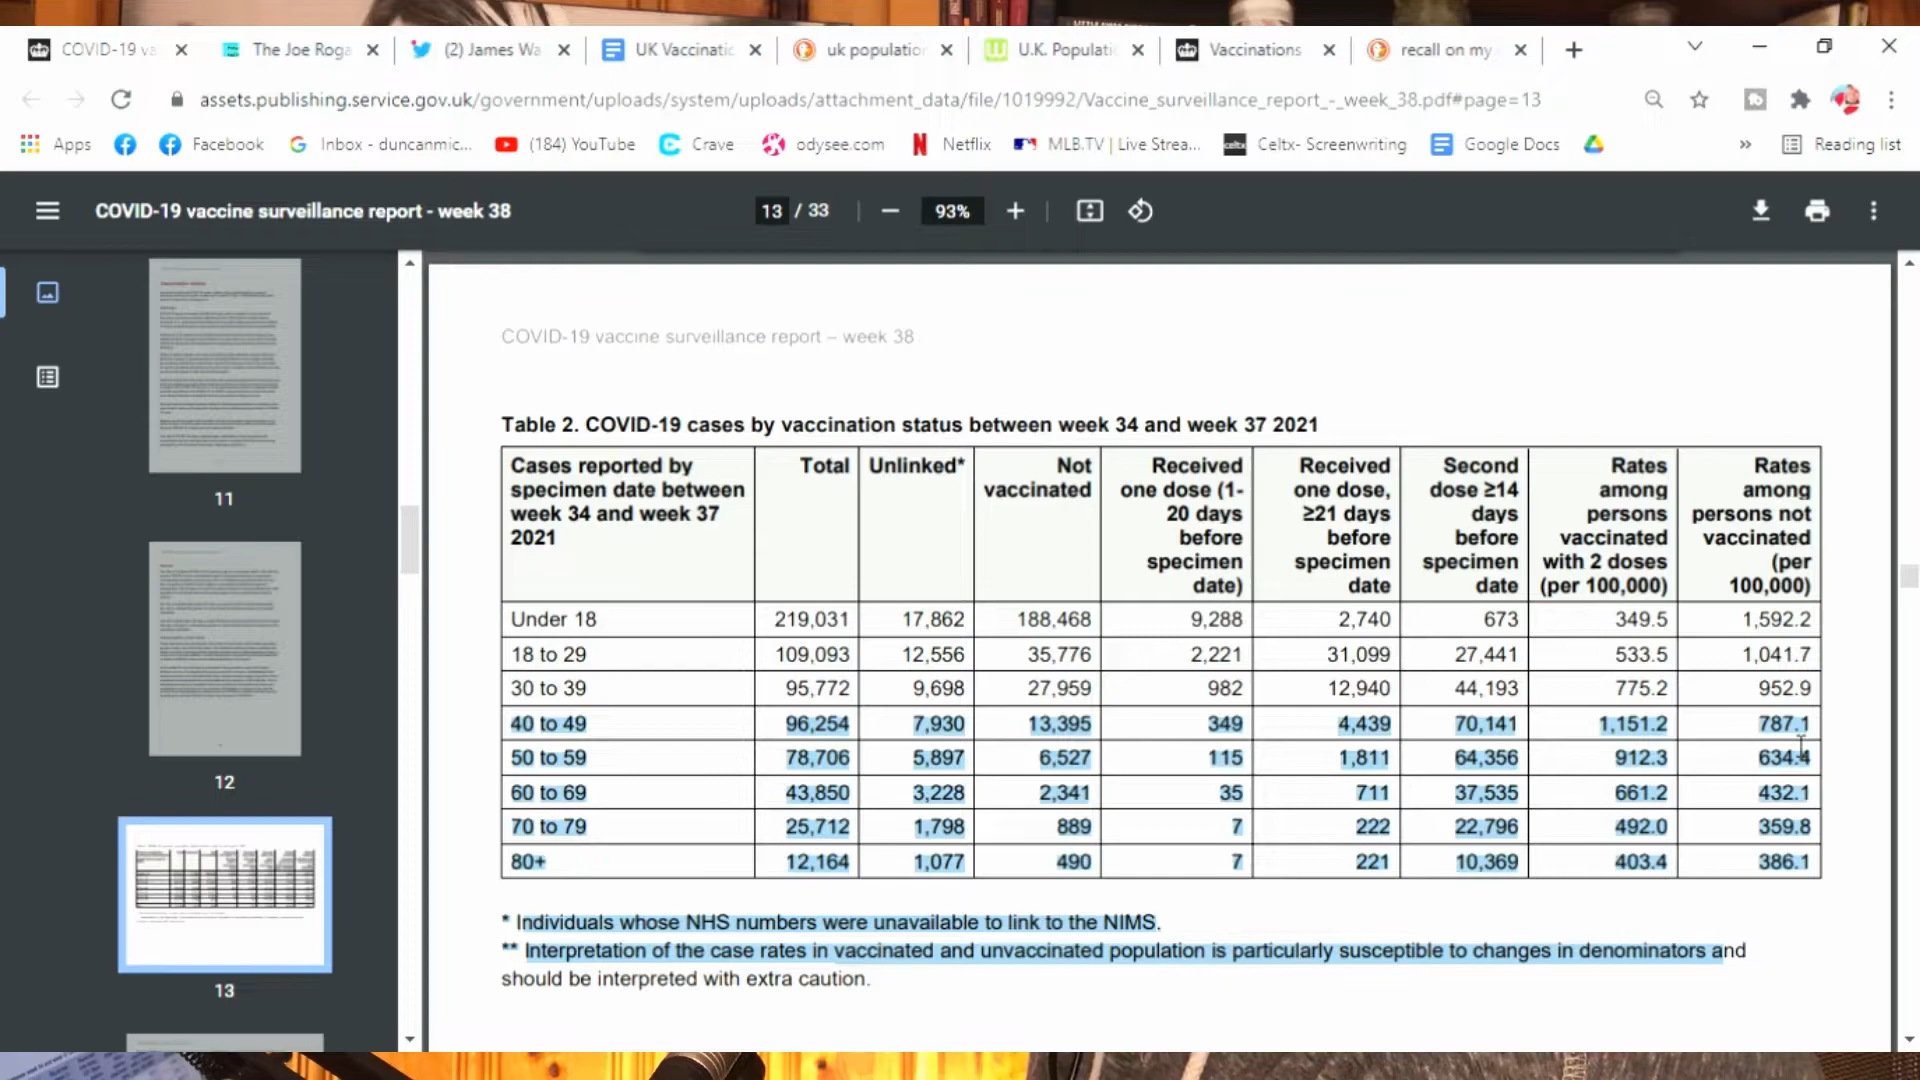 COVID-19 va
The Joe Roga
(2) James Wa
UK Vaccinatic
uk population
U.K. Populati
Vaccinations
recall on my
assets.publishing.service.gov.uk/government/uploads/system/uploads/attachment_data/file/1019992/Vaccine_surveillance_report_-_week_38.pdf#page=13
Apps
Facebook
Inbox - duncanmic...
(184) YouTube
Crave
odysee.com
Netflix
MLB.TV | Live Strea...
celtx
Celtx- Screenwriting
Google Docs
»
Reading list
COVID-19 vaccine surveillance report - week 38
13 / 33
93%
11
12
13
COVID-19 vaccine surveillance report – week 38
Table 2. COVID-19 cases by vaccination status between week 34 and week 37 2021
Cases reported by specimen date between week 34 and week 37 2021 Total Unlinked* Not vaccinated Received one dose (1-20 days before specimen date) Received one dose, ≥21 days before specimen date Second dose ≥14 days before specimen date Rates among persons vaccinated with 2 doses (per 100,000) Rates among persons not vaccinated (per 100,000)
Under 18 219,031 17,862 188,468 9,288 2,740 673 349.5 1,592.2
18 to 29 109,093 12,556 35,776 2,221 31,099 27,441 533.5 1,041.7
30 to 39 95,772 9,698 27,959 982 12,940 44,193 775.2 952.9
40 to 49 96,254 7,930 13,395 349 4,439 70,141 1,151.2 787.1
50 to 59 78,706 5,897 6,527 115 1,811 64,356 912.3 634.4
60 to 69 43,850 3,228 2,341 35 711 37,535 661.2 432.1
70 to 79 25,712 1,798 889 7 222 22,796 492.0 359.8
80+ 12,164 1,077 490 7 221 10,369 403.4 386.1
* Individuals whose NHS numbers were unavailable to link to the NIMS.
** Interpretation of the case rates in vaccinated and unvaccinated population is particularly susceptible to changes in denominators and
should be interpreted with extra caution.